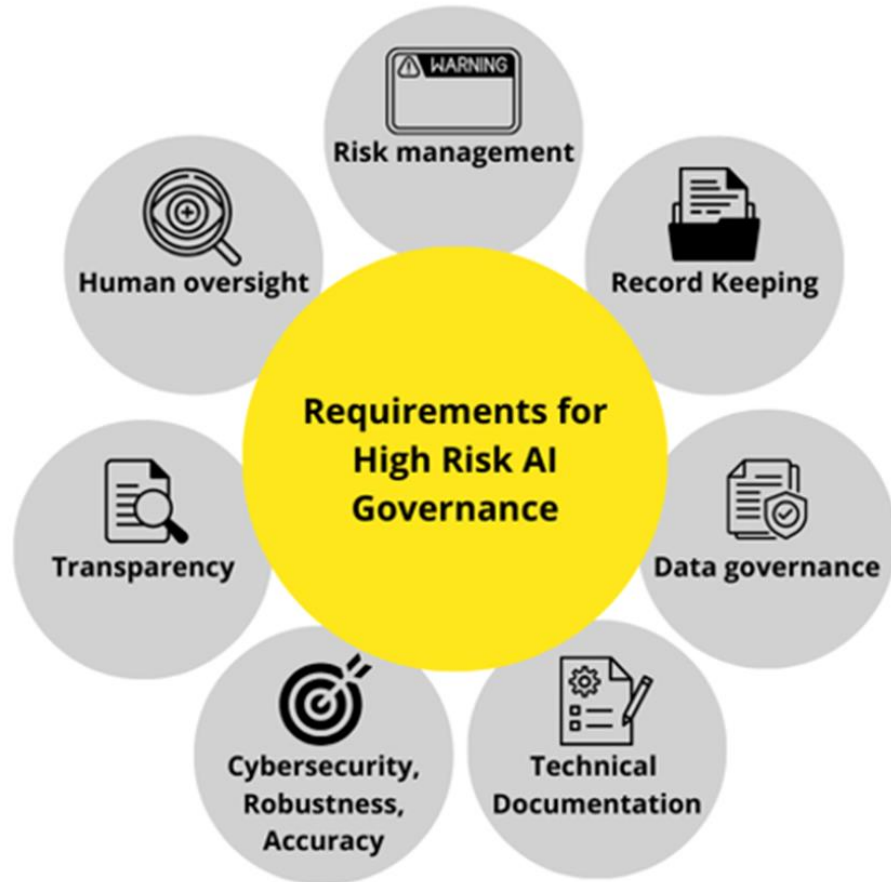 WARNING
Risk management
Human oversight
Record Keeping
Requirements for
High Risk AI
Governance
Transparency
Data governance
Cybersecurity,
Robustness,
Accuracy
Technical
Documentation